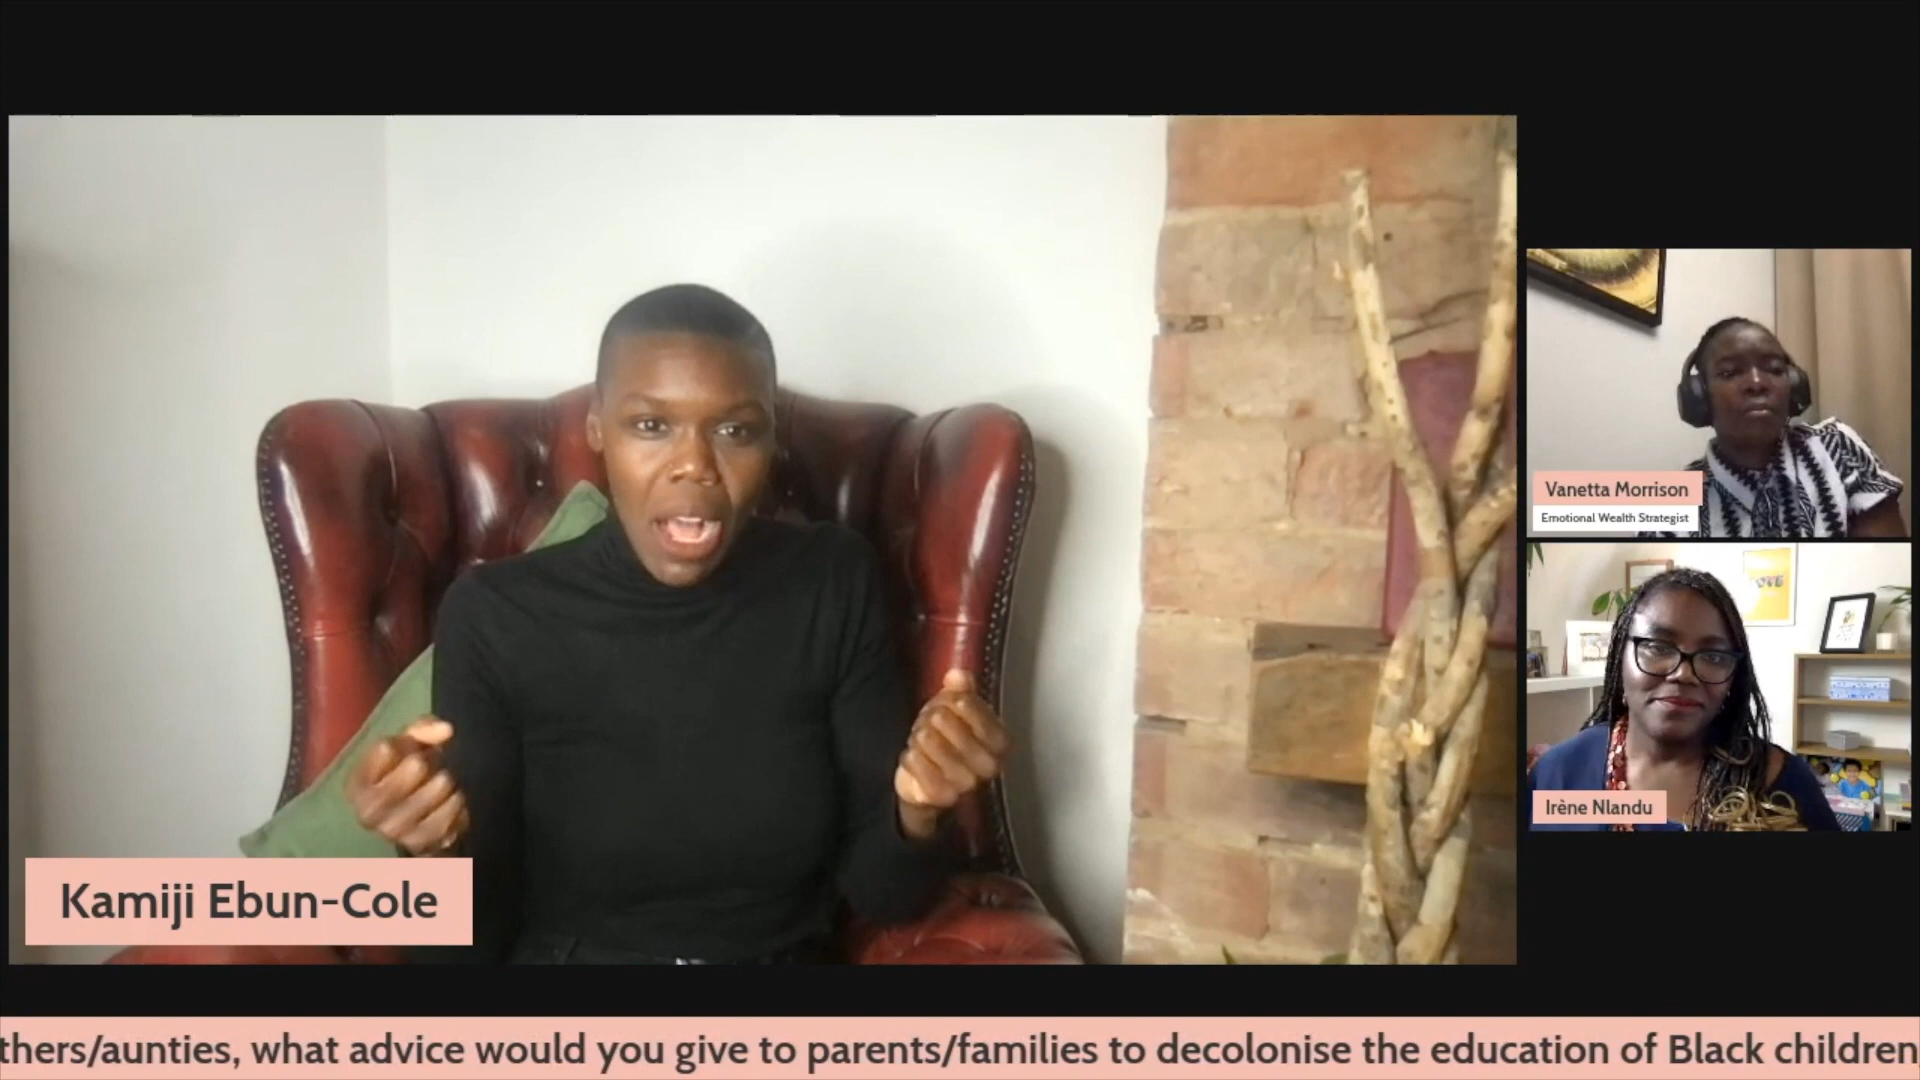 Vanetta Morrison
Emotional Wealth Strategist
Irène Nlandu
Kamiji Ebun-Cole
thers/aunties, what advice would you give to parents/families to decolonise the education of Black children